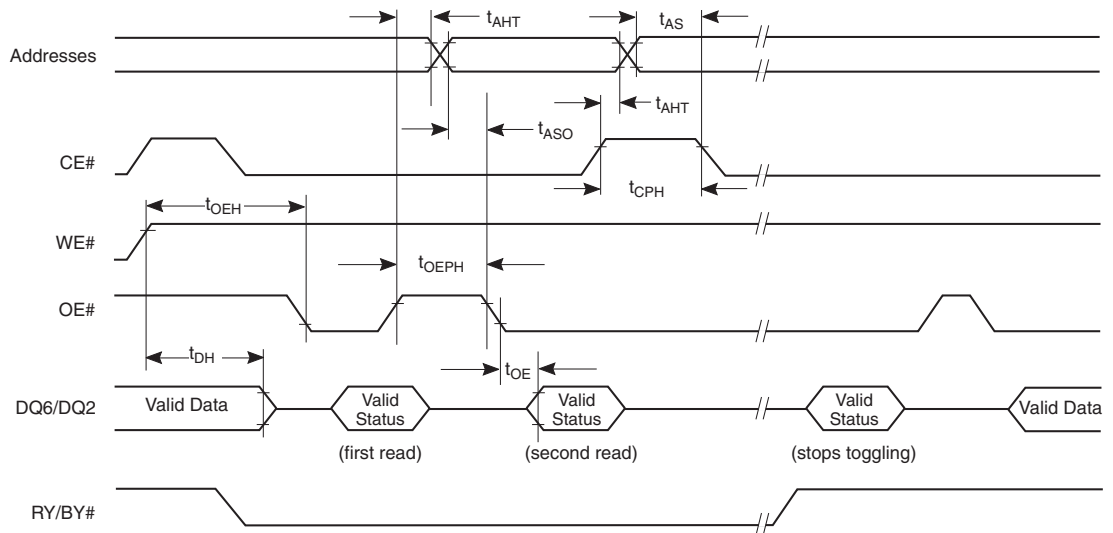 tAHT
tAS
Addresses
tAHT
tASO
CE#
tCPH
tOEH
WE#
tOEPH
OE#
tDH
tOE
DQ6/DQ2
Valid Data
Valid
Status
Valid
Status
Valid
Status
Valid Data
(first read)
(second read)
(stops toggling)
RY/BY#